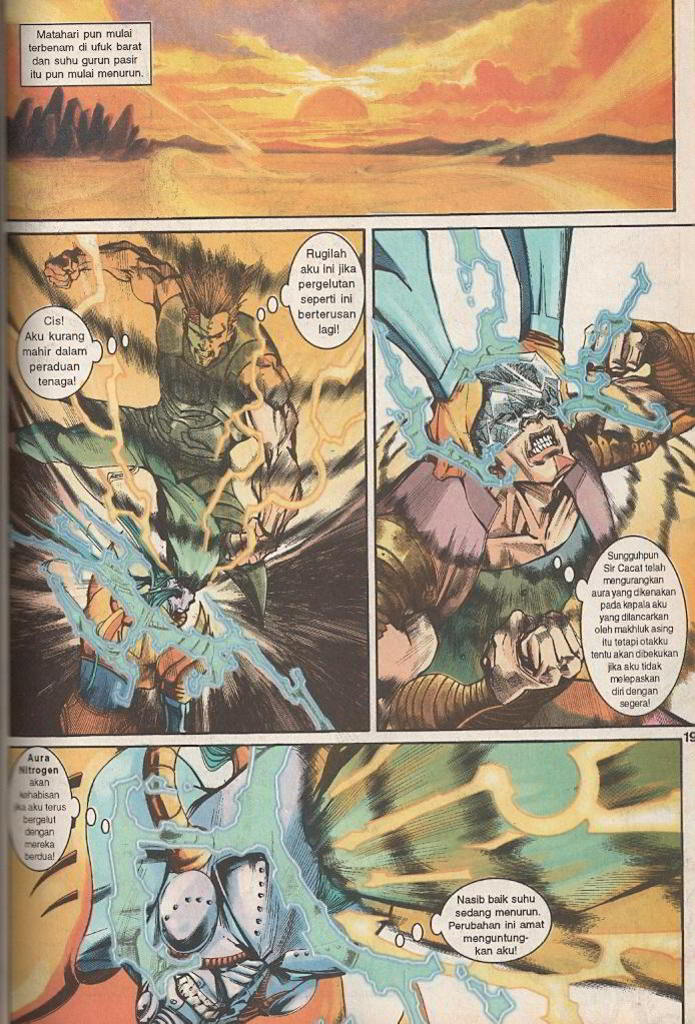 Matahari pun mulai
terbenam di ufuk barat
dan suhu gurun pasir
itu pun mulai menurun.
Cis!
Aku kurang
mahir dalam
peraduan
tenaga!
Rugilah
aku ini jika
pergelutan
seperti ini
berterusan
lagi!
Sungguhpun
Sir Cacat telah
mengurangkan
aura yang dikenakan
pada kepala aku
yang dilancarkan
oleh makhluk asing
itu tetapi otakku
tentu akan dibekukan
jika aku tidak
melepaskan
diri dengan
segera!
19
Aura
Nitrogen
akan
kehabisan
jika aku terus
bergelut
dengan
mereka
berdua!
Nasib baik suhu
sedang menurun.
Perubahan ini amat
menguntung-
kan aku!